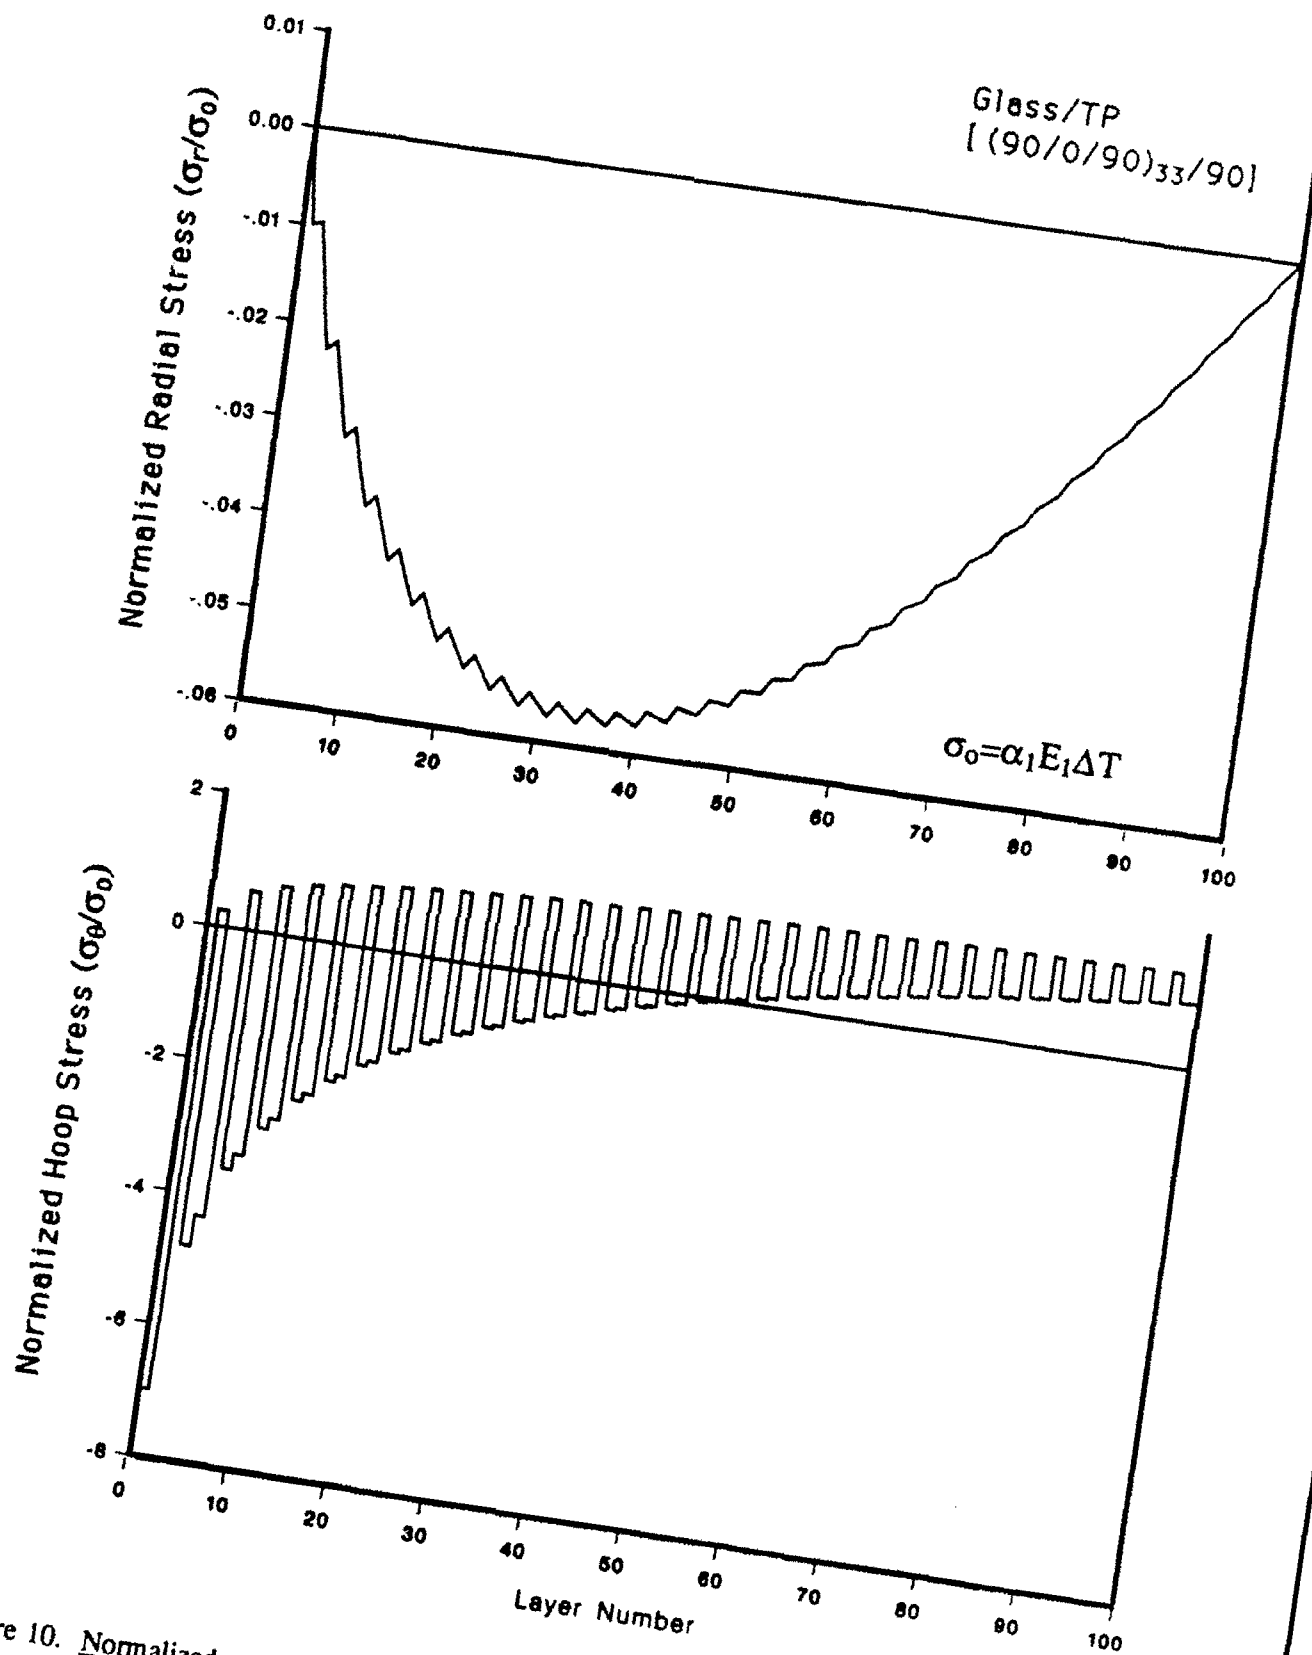 0.01
0.00
-.01
-.02
-.03
-.04
-.05
-.06
Normalized Radial Stress (σr/σ0)
Glass/TP
[(90/0/90)33/90]
σo=α1E1ΔT
0 10 20 30 40 50 60 70 80 90 100
2
0
-2
-4
-6
-8
Normalized Hoop Stress (σθ/σ0)
0 10 20 30 40 50 60 70 80 90 100
Layer Number
re 10. Normalized